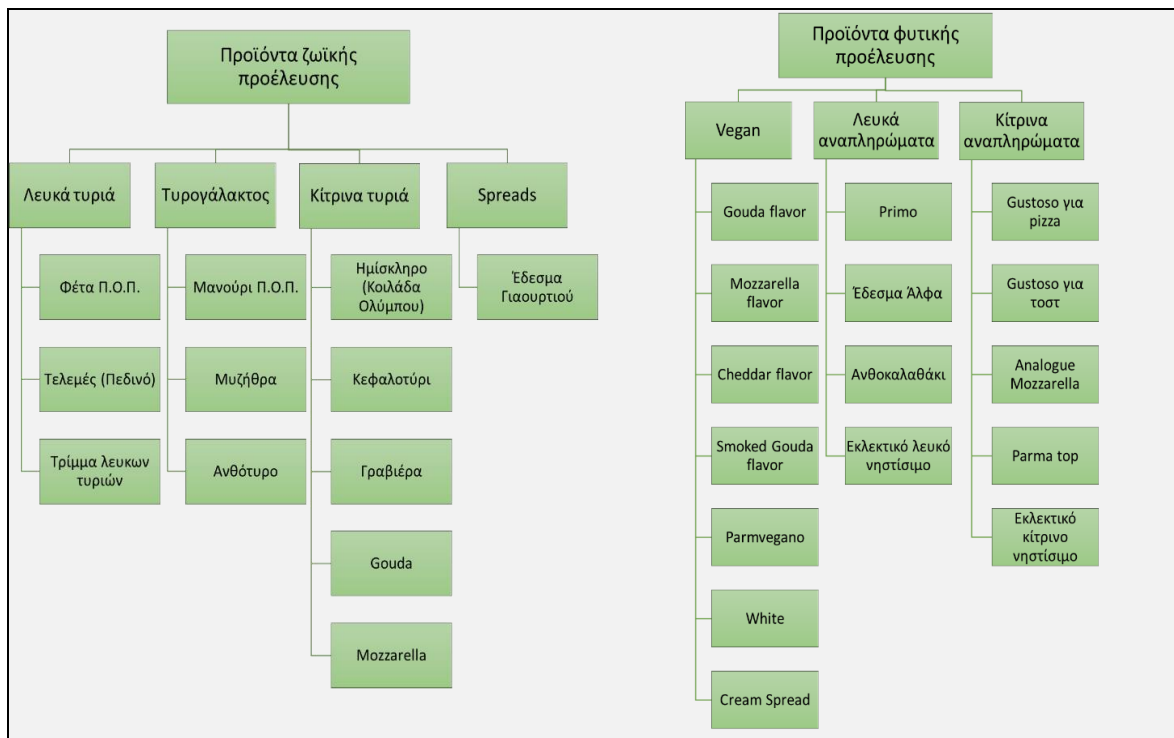 Προϊόντα ζωϊκής
προέλευσης
Λευκά τυριά
Φέτα Π.Ο.Π.
Τελεμές (Πεδινό)
Τρίμμα λευκων
τυριών
Τυρογάλακτος
Μανούρι Π.Ο.Π.
Μυζήθρα
Ανθότυρο
Κίτρινα τυριά
Ημίσκληρο
(Κοιλάδα
Ολύμπου)
Κεφαλοτύρι
Γραβιέρα
Gouda
Mozzarella
Spreads
Έδεσμα
Γιαουρτιού
Προϊόντα φυτικής
προέλευσης
Vegan
Gouda flavor
Mozzarella
flavor
Cheddar flavor
Smoked Gouda
flavor
Parmvegano
White
Cream Spread
Λευκά
αναπληρώματα
Primo
Έδεσμα Άλφα
Ανθοκαλαθάκι
Εκλεκτικό λευκό
νηστίσιμο
Κίτρινα
αναπληρώματα
Gustoso για
pizza
Gustoso για
τοστ
Analogue
Mozzarella
Parma top
Εκλεκτικό
κίτρινο
νηστίσιμο